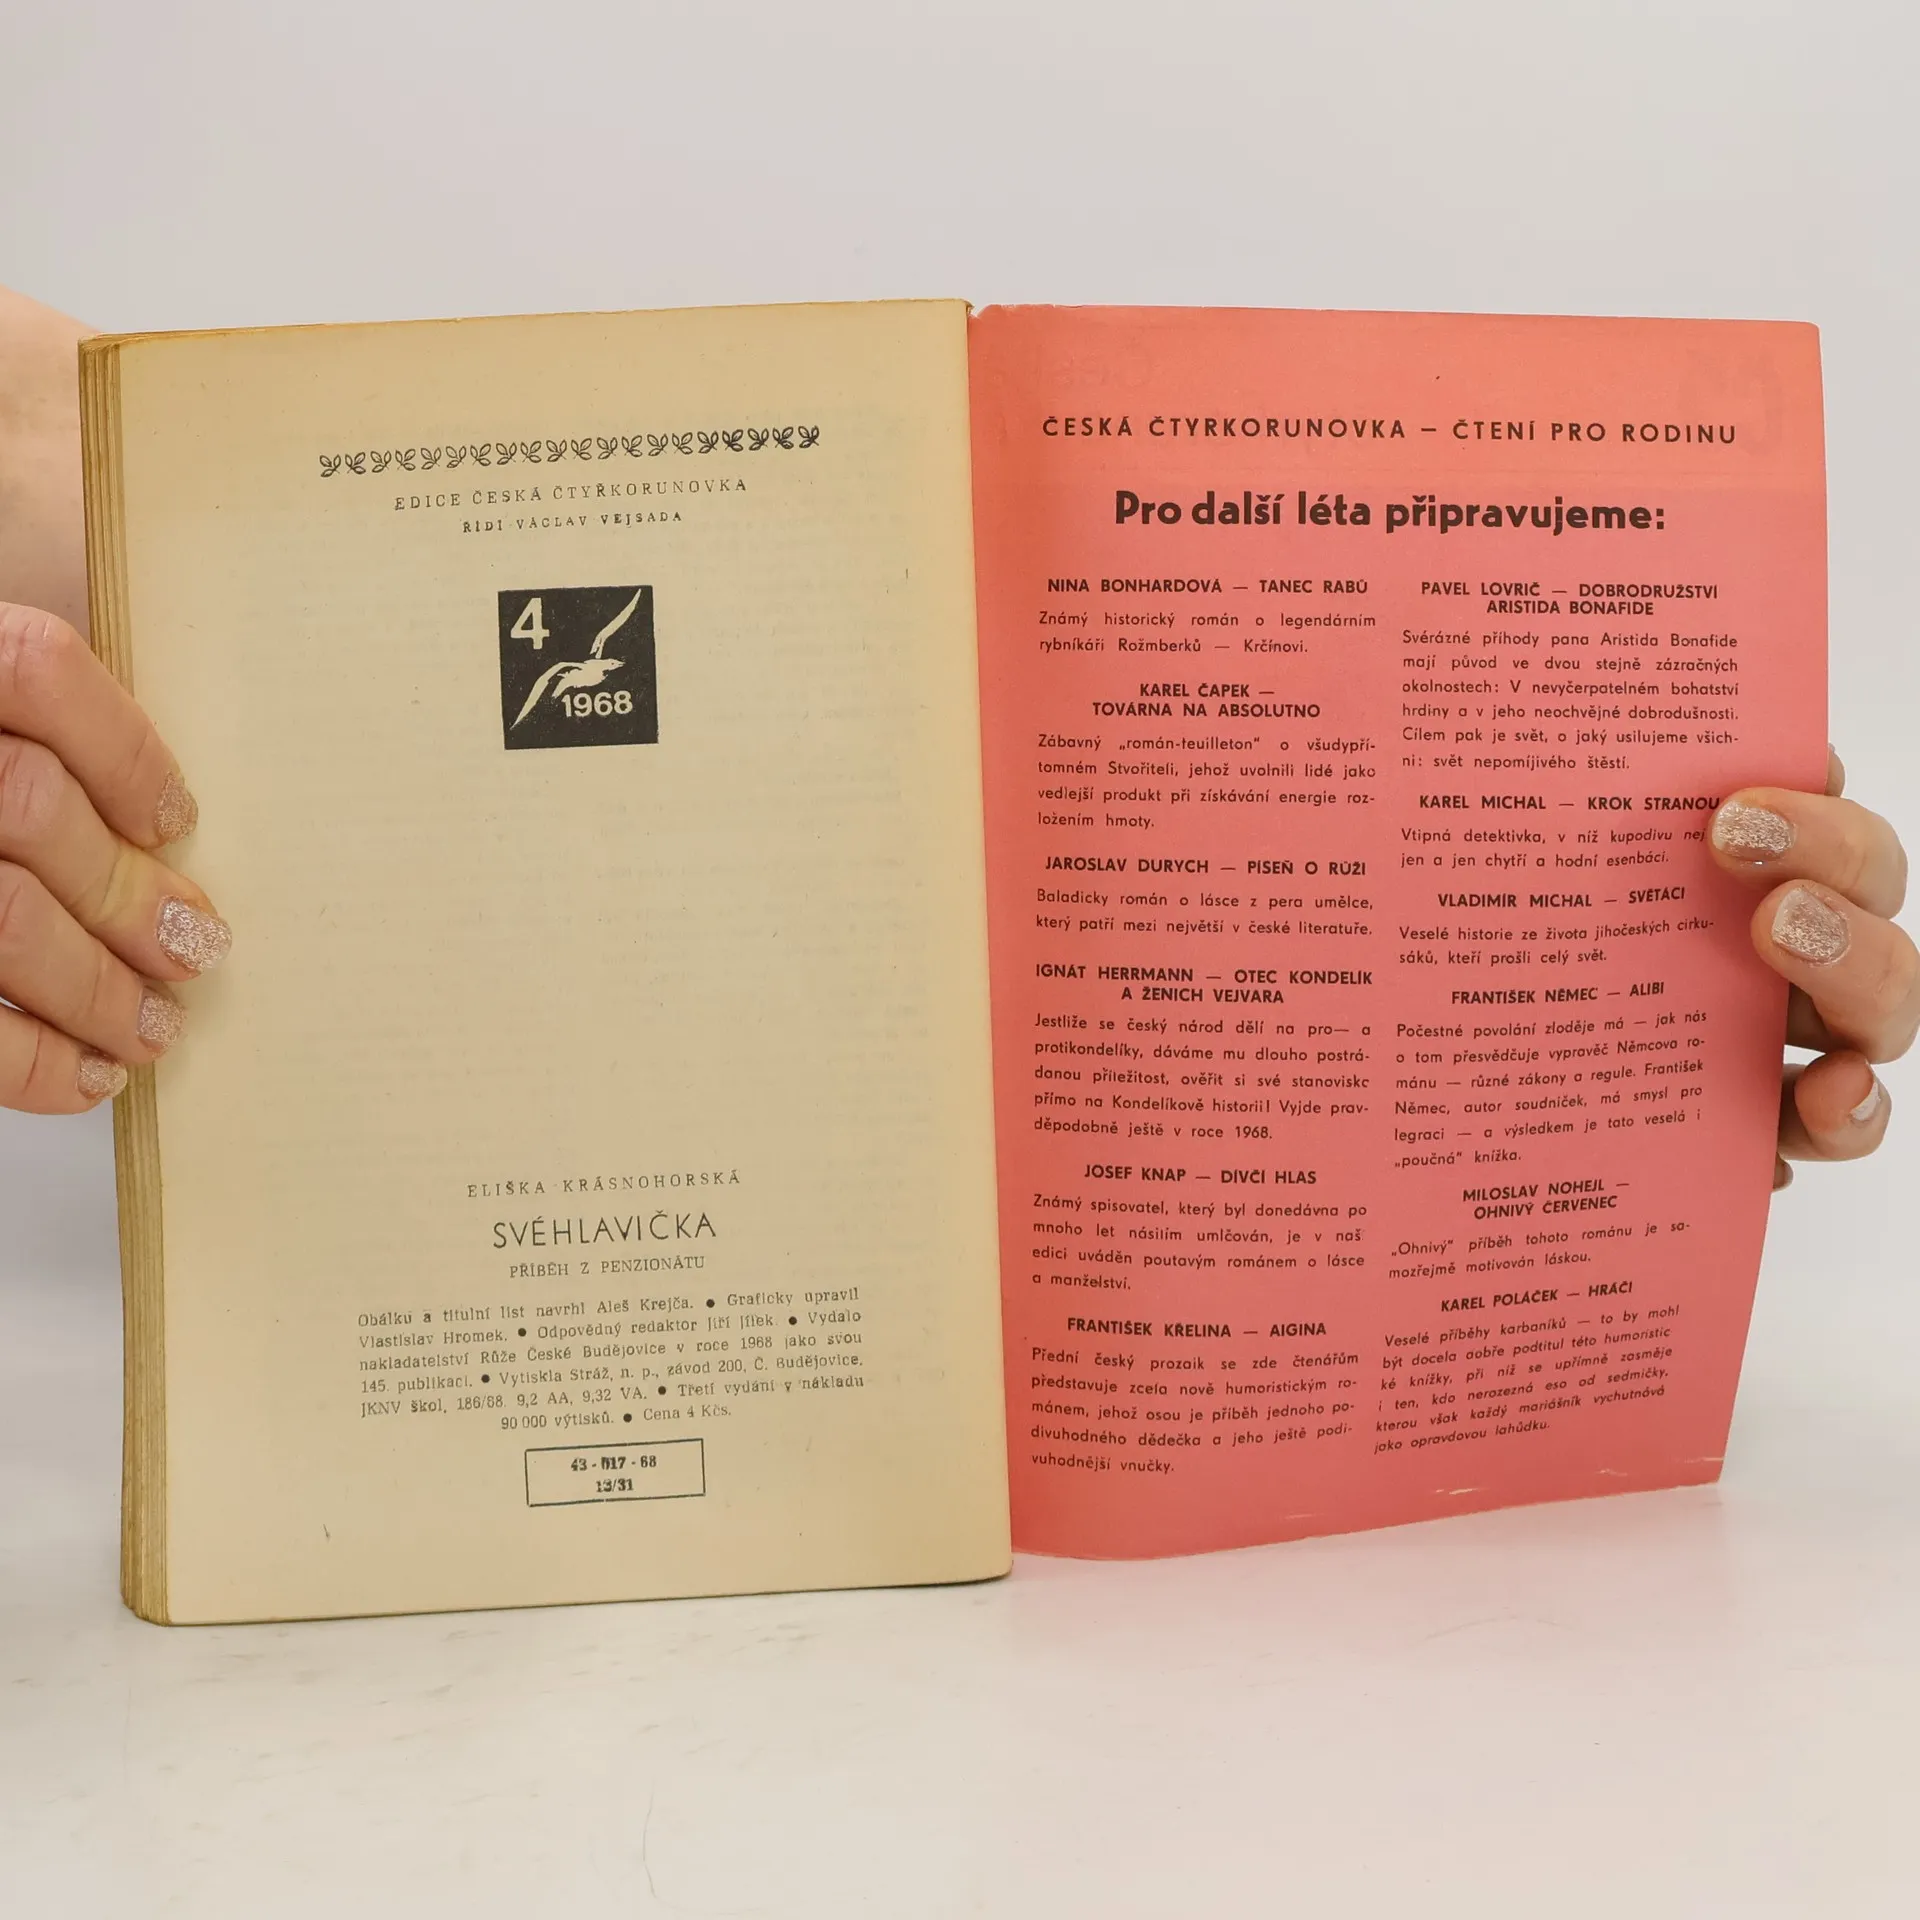 EDICE ČESKÁ ČTYŘKORUNOVKA
ŘÍDÍ VÁCLAV VEJSADA
4
1968
ELIŠKA KRÁSNOHORSKÁ
SVÉHLAVIČKA
PŘÍBĚH Z PENZIONÁTU
Obálku a titulní list navrhl Aleš Krejča. ● Graficky upravil
Vlastislav Hromek. ● Odpovědný redaktor Jiří Jílek. ● Vydalo
nakladatelství Růže České Budějovice v roce 1968 jako svou
145. publikaci. ● Vytiskla Stráž, n. p., závod 200, Č. Budějovice.
JKNV škol, 186/68. 9,2 AA, 9,32 VA. ● Třetí vydání v nákladu
90 000 výtisků. ● Cena 4 Kčs.
43 - 017 - 68
13/31
ČESKÁ ČTYRKORUNOVKA — ČTENÍ PRO RODINU
Pro další léta připravujeme:
NINA BONHARDOVÁ — TANEC RABŮ
Známý historický román o legendárním
rybníkáři Rožmberků — Krčínovi.
KAREL ČAPEK —
TOVÁRNA NA ABSOLUTNO
Zábavný „román-feuilleton" o všudypří-
tomném Stvořiteli, jehož uvolnili lidé jako
vedlejší produkt při získávání energie roz-
ložením hmoty.
JAROSLAV DURYCH — PÍSEŇ O RŮŽI
Baladicky román o lásce z pera umělce,
který patří mezi největší v české literatuře.
IGNÁT HERRMANN — OTEC KONDELÍK
A ŽENICH VEJVARA
Jestliže se český národ dělí na pro— a
protikondelíky, dáváme mu dlouho postrá-
danou příležitost, ověřit si své stanovisko
přímo na Kondelíkově historii! Vyjde prav-
děpodobně ještě v roce 1968.
JOSEF KNAP — DÍVČÍ HLAS
Známý spisovatel, který byl donedávna po
mnoho let násilím umlčován, je v naší
edici uváděn poutavým románem o lásce
a manželství.
FRANTIŠEK KŘELINA — AIGINA
Přední český prozaik se zde čtenářům
představuje zcela nově humoristickým ro-
mánem, jehož osou je příběh jednoho po-
divuhodného dědečka a jeho ještě podi-
vuhodnější vnučky.
PAVEL LOVRIČ — DOBRODRUŽSTVI
ARISTIDA BONAFIDE
Svérázné příhody pana Aristida Bonafide
mají původ ve dvou stejně zázračných
okolnostech: V nevyčerpatelném bohatství
hrdiny a v jeho neochvějné dobrodušnosti.
Cílem pak je svět, o jaký usilujeme všich-
ni: svět nepomíjivého štěstí.
KAREL MICHAL — KROK STRANOU
Vtipná detektivka, v níž kupodivu nej
jen a jen chytří a hodní esenbáci.
VLADIMÍR MICHAL — SVĚTÁCI
Veselé historie ze života jihočeských cirku-
sáků, kteří prošli celý svět.
FRANTIŠEK NĚMEC — ALIBI
Počestné povolání zloděje má — jak nás
o tom přesvědčuje vypravěč Němcova ro-
mánu — různé zákony a regule. František
Němec, autor soudniček, má smysl pro
legraci — a výsledkem je tato veselá i
„poučná" knížka.
MILOSLAV NOHEJL —
OHNIVÝ ČERVENEC
„Ohnivý" příběh tohoto románu je sa-
mozřejmě motivován láskou.
KAREL POLÁČEK — HRÁČI
Veselé příběhy karbaníků — to by mohl
být docela dobře podtitul této humoristic
ké knížky, při níž se upřímně zasměje
i ten, kdo nerozezná eso od sedmičky,
kterou však každý mariášník vychutnává
jako opravdovou lahůdku.